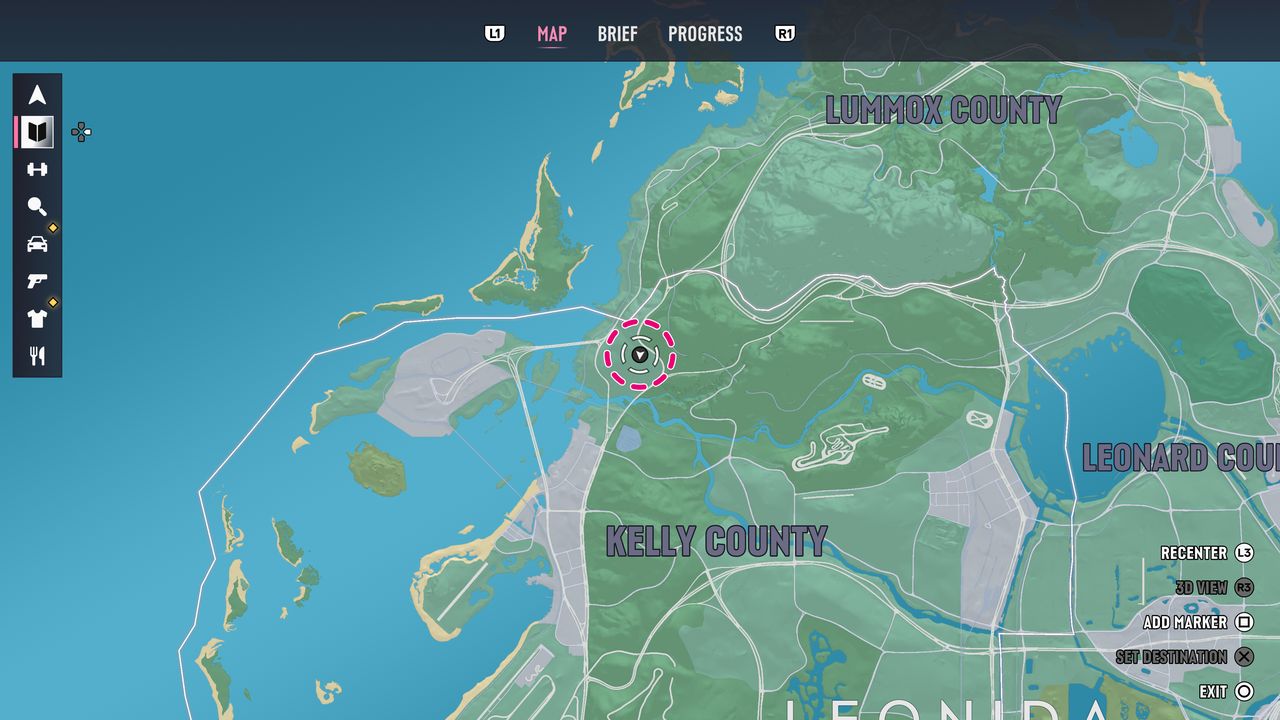 L1 MAP BRIEF PROGRESS R1
LUMMOX COUNTY
LEONARD COU
KELLY COUNTY
RECENTER L3
3D VIEW R3
ADD MARKER
SET DESTINATION
EXIT
LEONIDA